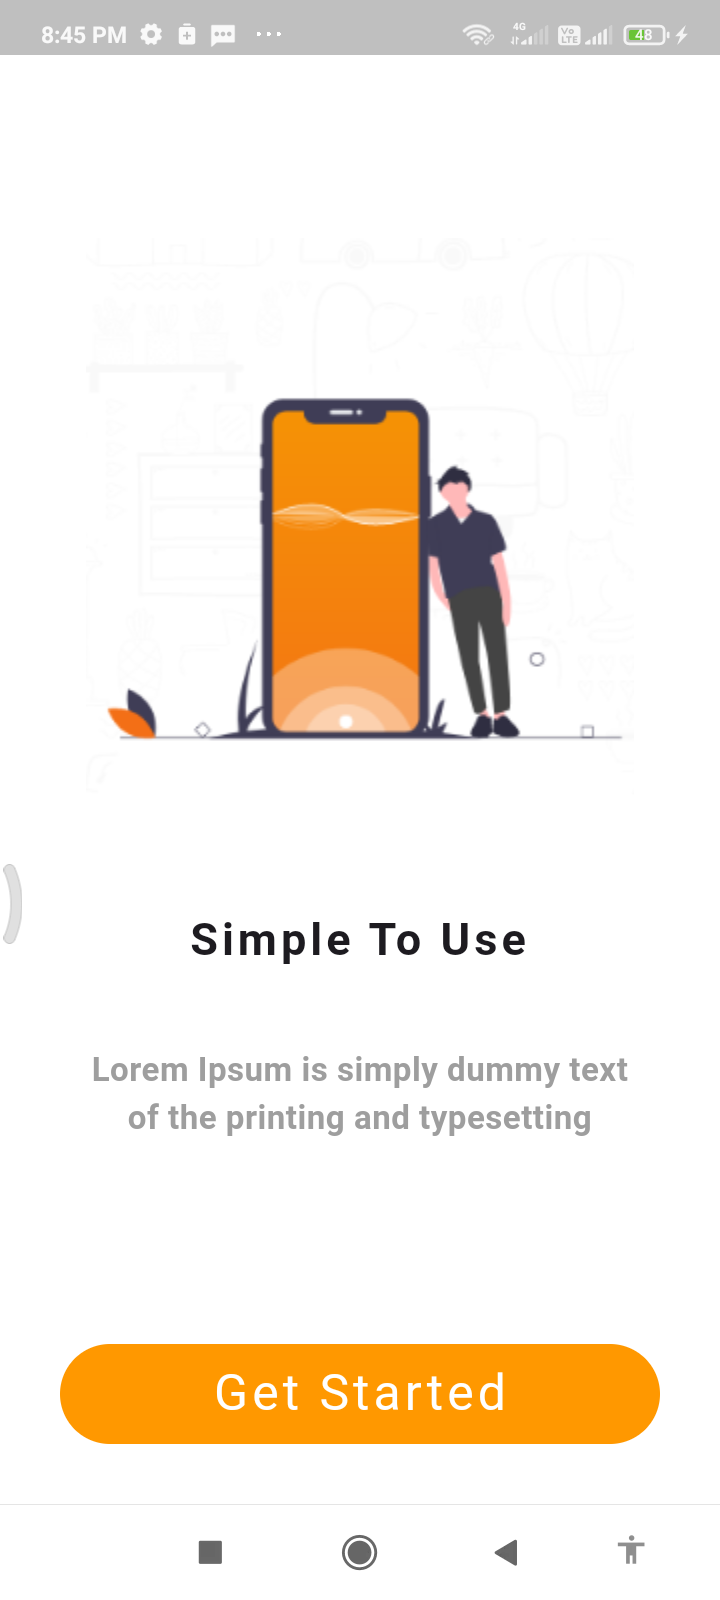 8:45 PM 4G Vo LTE 48
Simple To Use
Lorem Ipsum is simply dummy text
of the printing and typesetting
Get Started